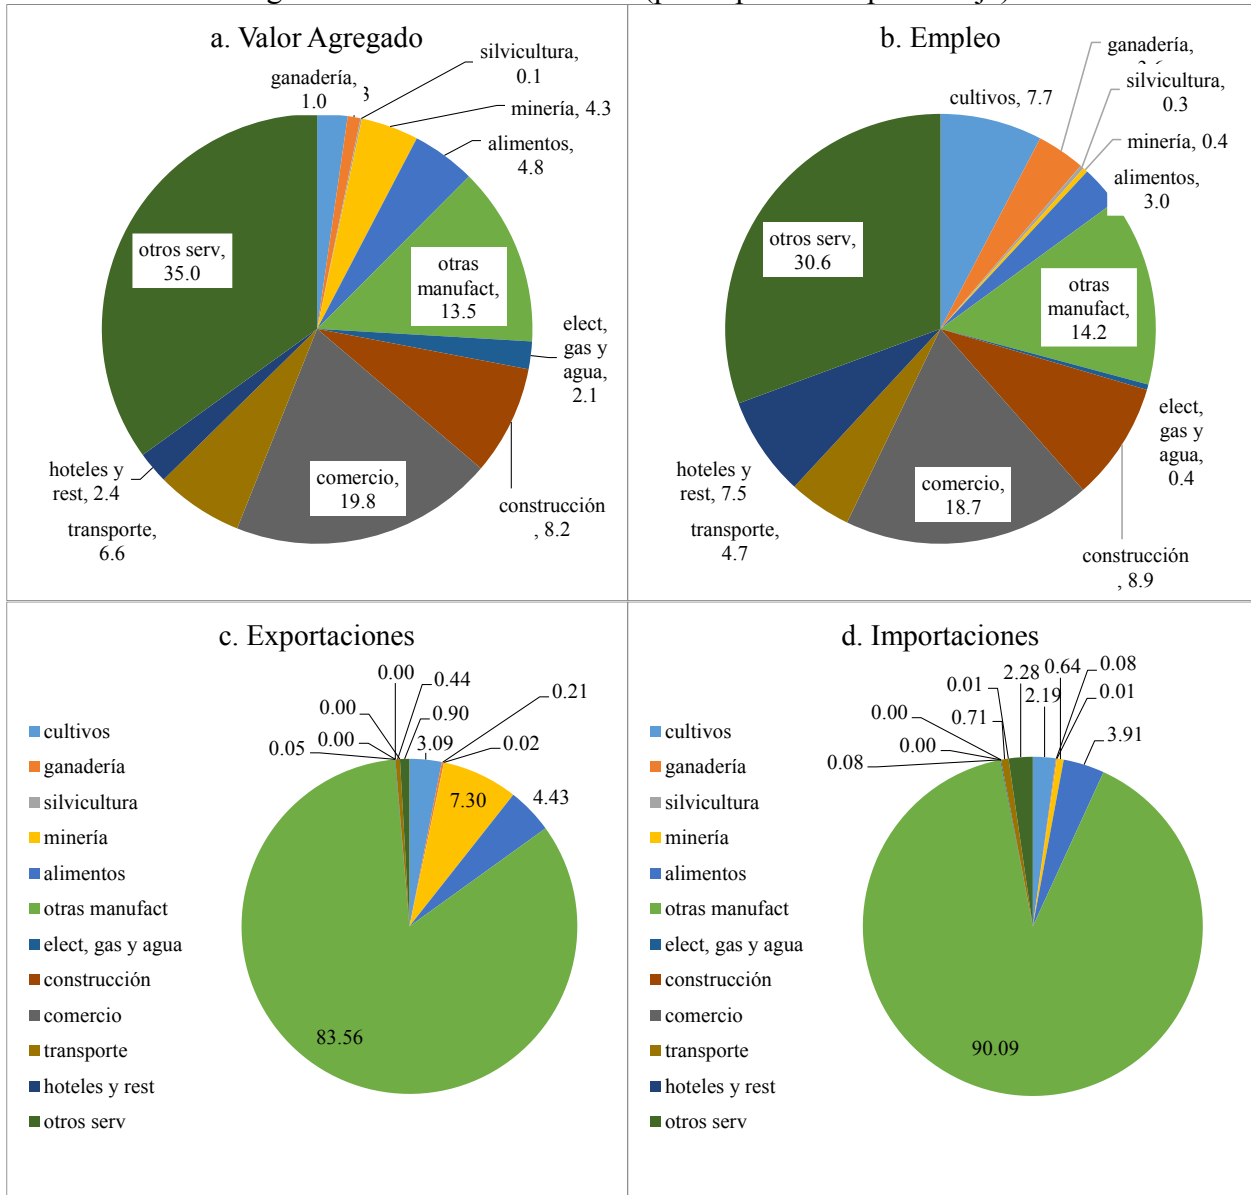 a. Valor Agregado
ganadería,
1.0
3
silvicultura,
0.1
minería, 4.3
alimentos,
4.8
otras
manufact,
13.5
elect,
gas y
agua,
2.1
construcción
, 8.2
comercio,
19.8
transporte,
6.6
hoteles y
rest, 2.4
otros serv,
35.0
b. Empleo
cultivos, 7.7
ganadería,
silvicultura,
0.3
minería, 0.4
alimentos,
3.0
otras
manufact,
14.2
elect,
gas y
agua,
0.4
construcción
, 8.9
comercio,
18.7
transporte,
4.7
hoteles y
rest, 7.5
otros serv,
30.6
c. Exportaciones
cultivos
ganadería
silvicultura
minería
alimentos
otras manufact
elect, gas y agua
construcción
comercio
transporte
hoteles y rest
otros serv
0.05
0.00
0.00
0.00
0.44
0.90
3.09
0.21
0.02
7.30
4.43
83.56
d. Importaciones
cultivos
ganadería
silvicultura
minería
alimentos
otras manufact
elect, gas y agua
construcción
comercio
transporte
hoteles y rest
otros serv
0.08
0.00
0.00
0.71
0.01
2.28
2.19
0.64
0.08
0.01
3.91
90.09